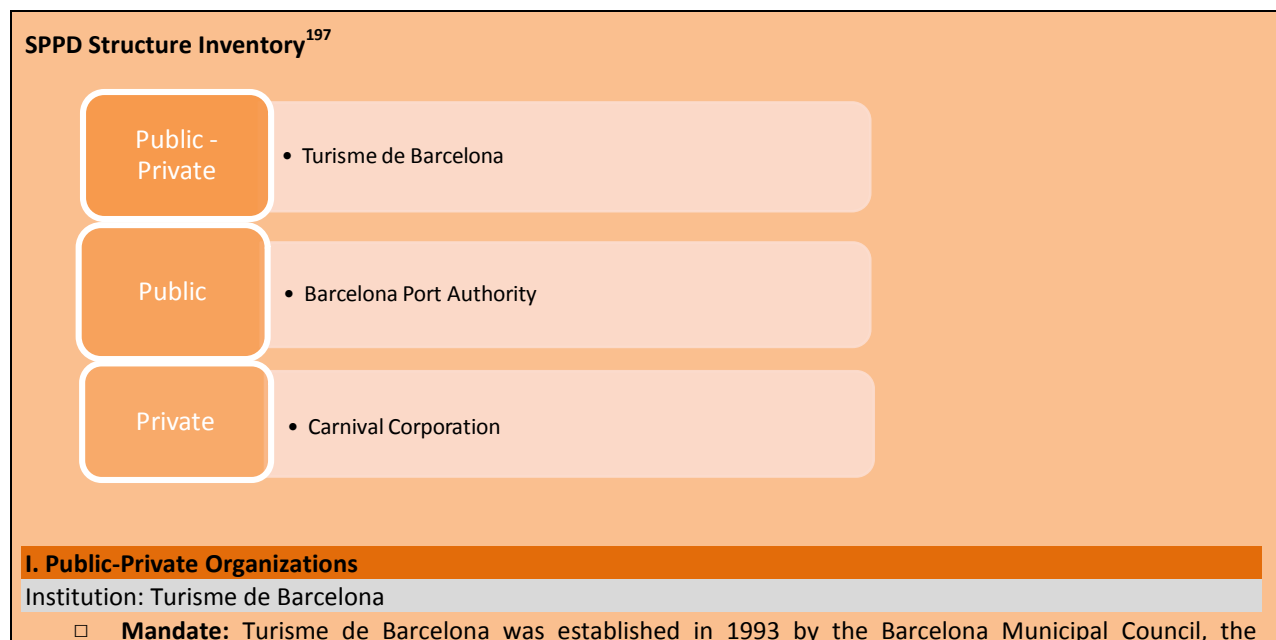 SPPD Structure Inventory197
Public -
Private
• Turisme de Barcelona
Public
• Barcelona Port Authority
Private
• Carnival Corporation
I. Public-Private Organizations
Institution: Turisme de Barcelona
□ Mandate: Turisme de Barcelona was established in 1993 by the Barcelona Municipal Council, the